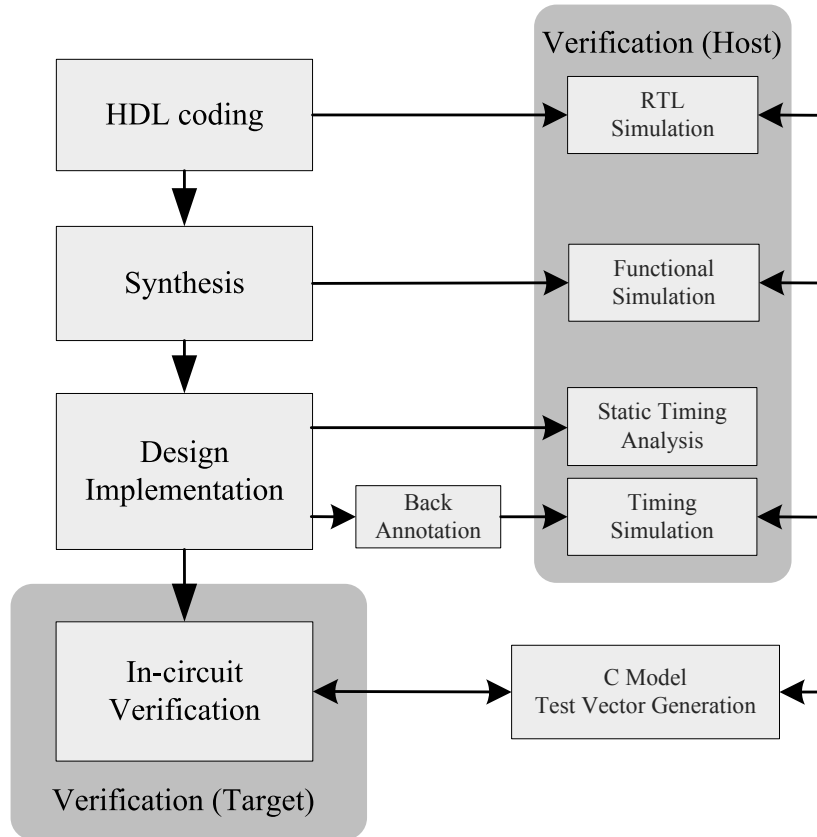 Verification (Host)
HDL coding
RTL
Simulation
Synthesis
Functional
Simulation
Design
Implementation
Static Timing
Analysis
Back
Annotation
Timing
Simulation
In-circuit
Verification
C Model
Test Vector Generation
Verification (Target)